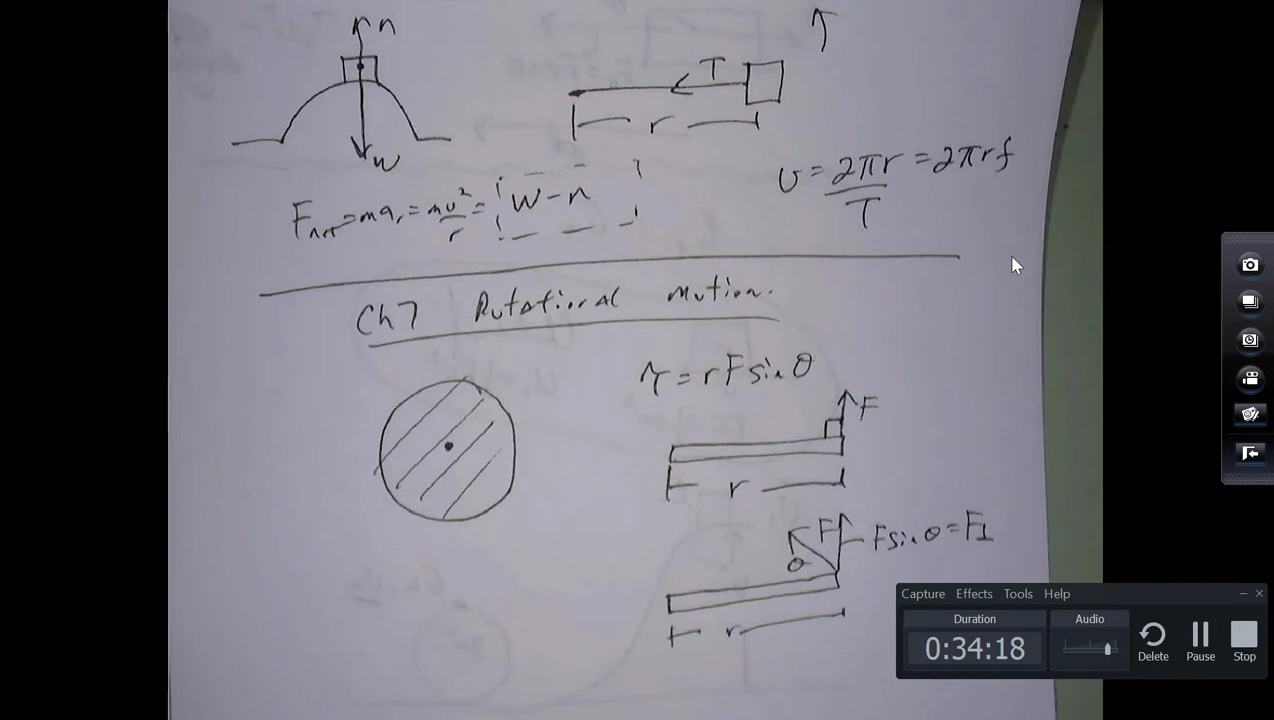 n
T
r
w
F_net = ma_r = mv²/r = w - n
v = 2πr/T = 2πrf
Ch 7 Rotational motion.
τ = rF sin θ
F
r
F
F sin θ = F⊥
θ
r
Capture Effects Tools Help
Duration
Audio
0:34:18
Delete
Pause
Stop